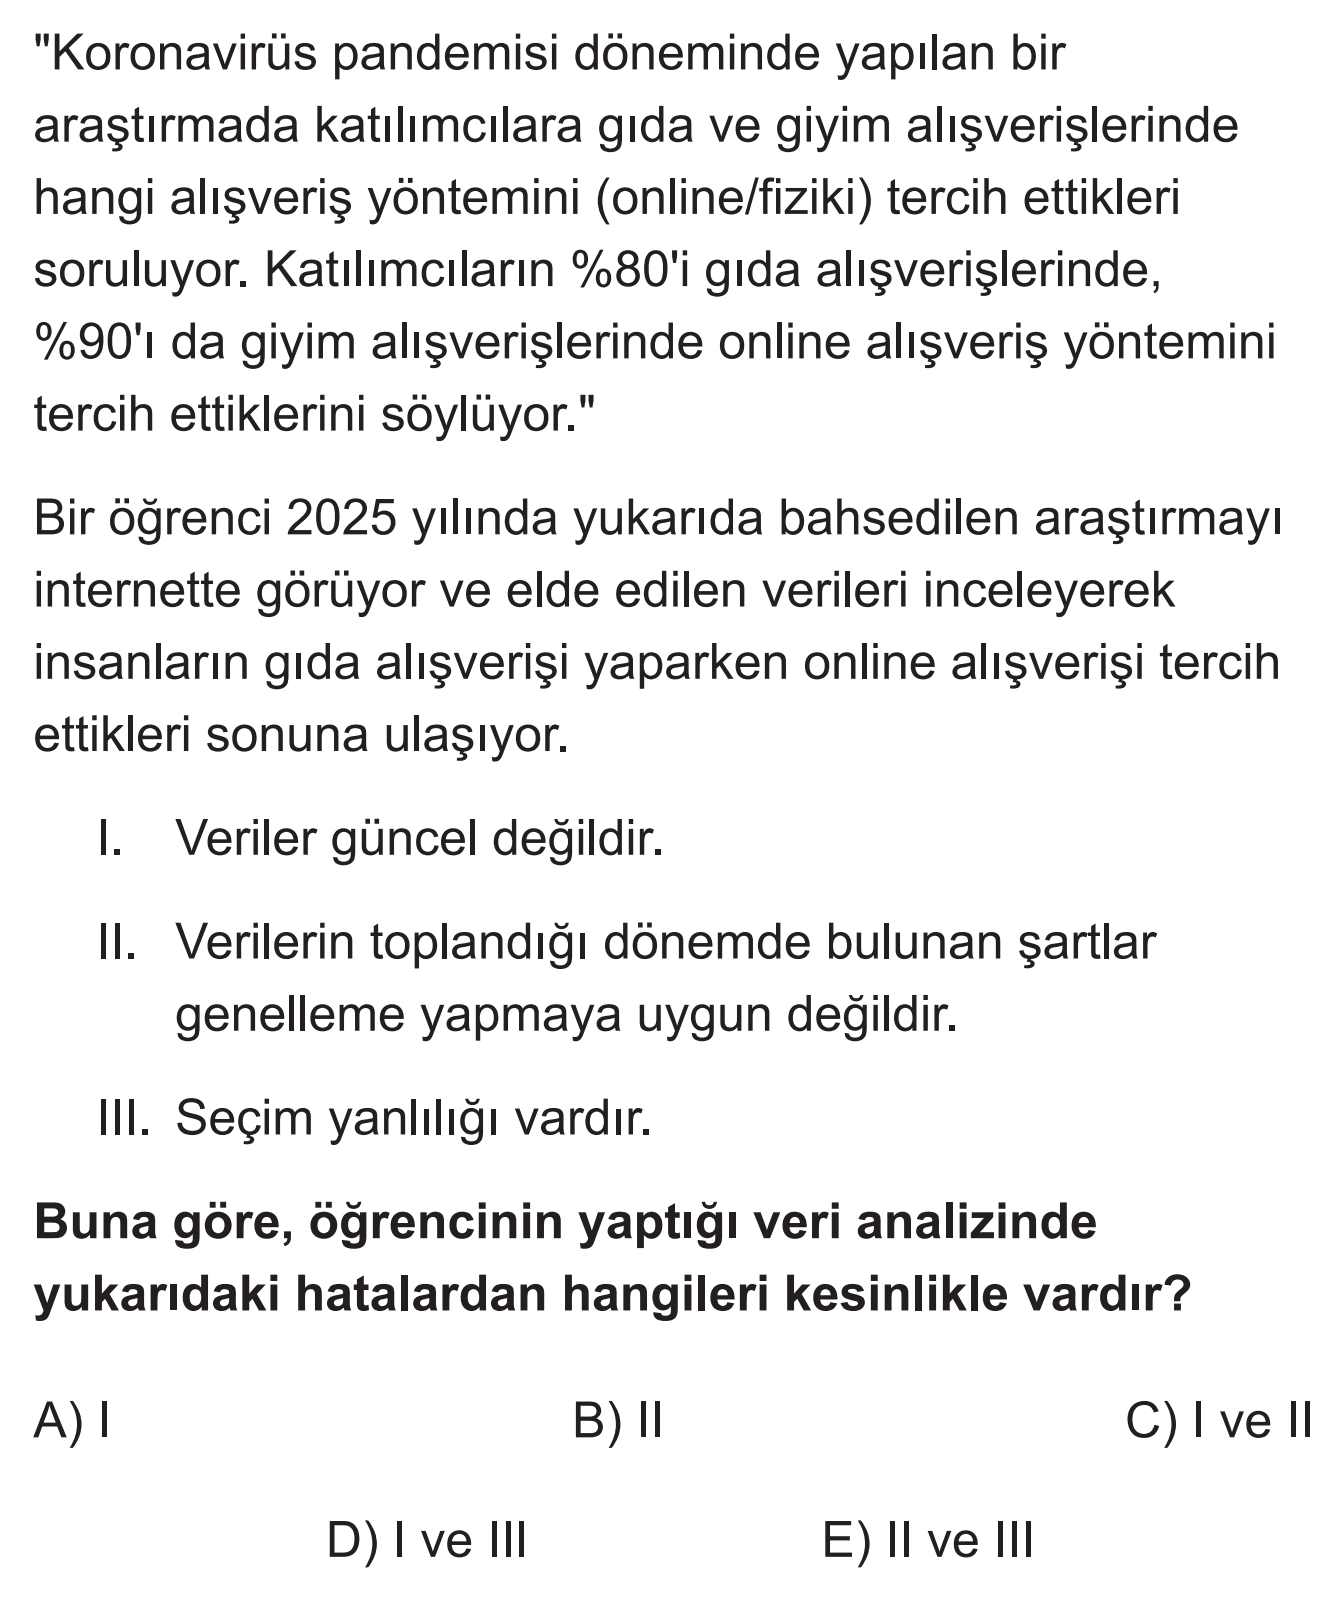 "Koronavirüs pandemisi döneminde yapılan bir
araştırmada katılımcılara gıda ve giyim alışverişlerinde
hangi alışveriş yöntemini (online/fiziki) tercih ettikleri
soruluyor. Katılımcıların %80'i gıda alışverişlerinde,
%90'ı da giyim alışverişlerinde online alışveriş yöntemini
tercih ettiklerini söylüyor."
Bir öğrenci 2025 yılında yukarıda bahsedilen araştırmayı
internette görüyor ve elde edilen verileri inceleyerek
insanların gıda alışverişi yaparken online alışverişi tercih
ettikleri sonuna ulaşıyor.
I. Veriler güncel değildir.
II. Verilerin toplandığı dönemde bulunan şartlar
genelleme yapmaya uygun değildir.
III. Seçim yanlılığı vardır.
Buna göre, öğrencinin yaptığı veri analizinde
yukarıdaki hatalardan hangileri kesinlikle vardır?
A) I B) II C) I ve II
D) I ve III E) II ve III